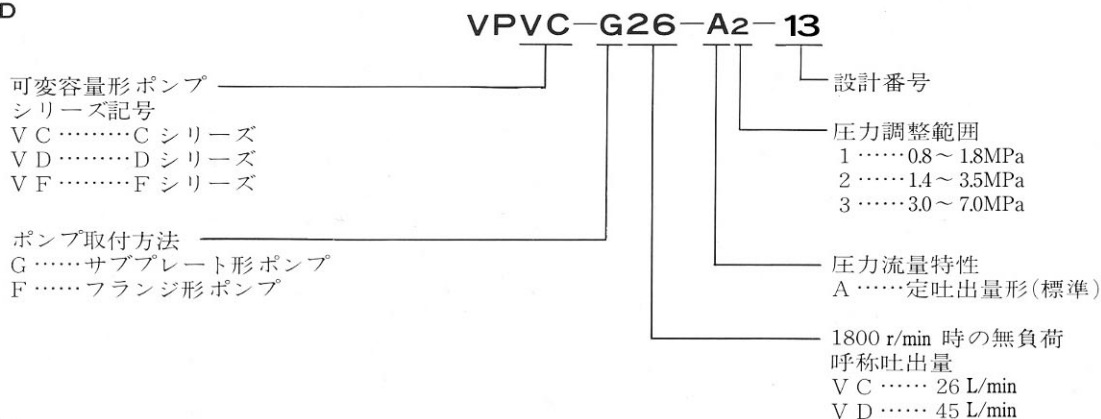 D
VPVC－G26－A2－13
可変容量形ポンプ
シリーズ記号
VC………Cシリーズ
VD………Dシリーズ
VF………Fシリーズ
ポンプ取付方法
G……サブプレート形ポンプ
F……フランジ形ポンプ
設計番号
圧力調整範囲
1……0.8～1.8MPa
2……1.4～3.5MPa
3……3.0～7.0MPa
圧力流量特性
A……定吐出量形(標準)
1800 r/min 時の無負荷
呼称吐出量
VC…… 26 L/min
VD…… 45 L/min